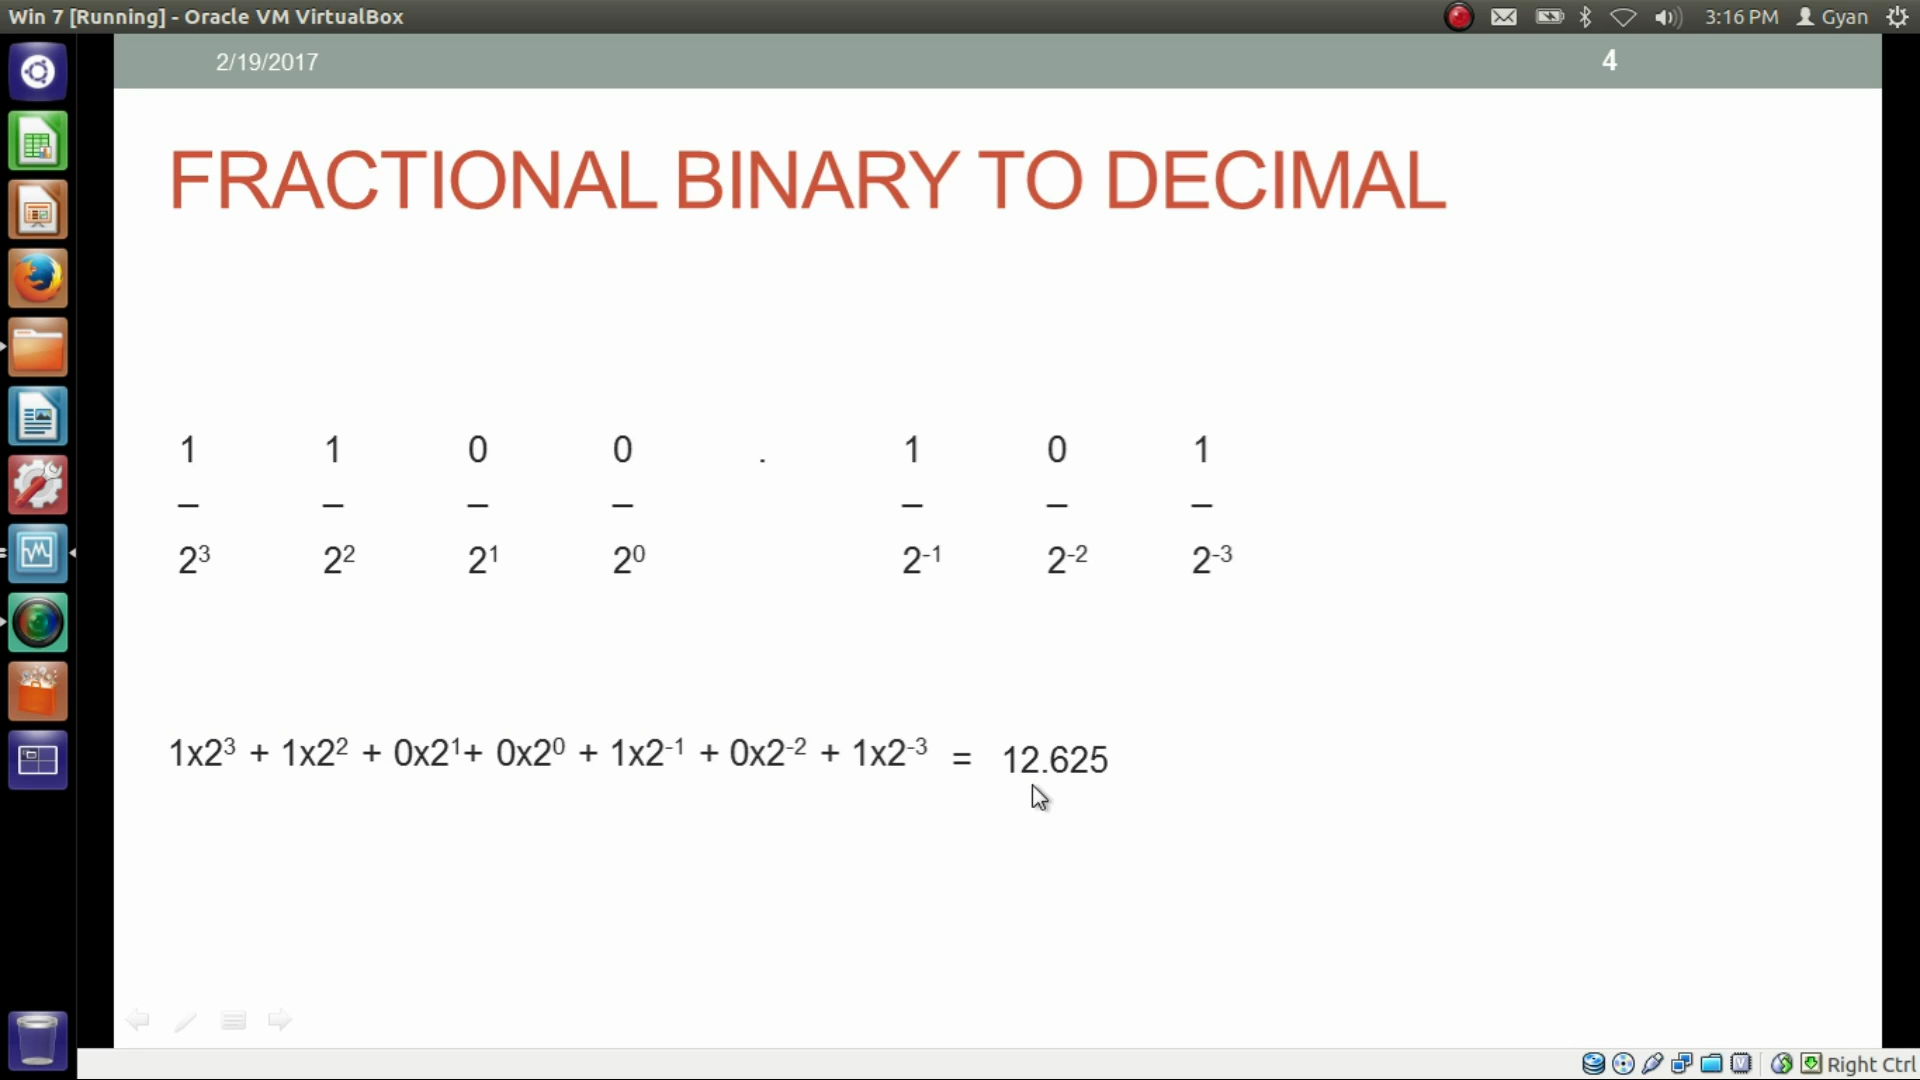 Win 7 [Running] - Oracle VM VirtualBox 3:16 PM Gyan
2/19/2017 4
FRACTIONAL BINARY TO DECIMAL
1 1 0 0 . 1 0 1
– – – – – – –
2³ 2² 2¹ 2⁰ 2⁻¹ 2⁻² 2⁻³
1x2³ + 1x2² + 0x2¹+ 0x2⁰ + 1x2⁻¹ + 0x2⁻² + 1x2⁻³ = 12.625
Right Ctrl